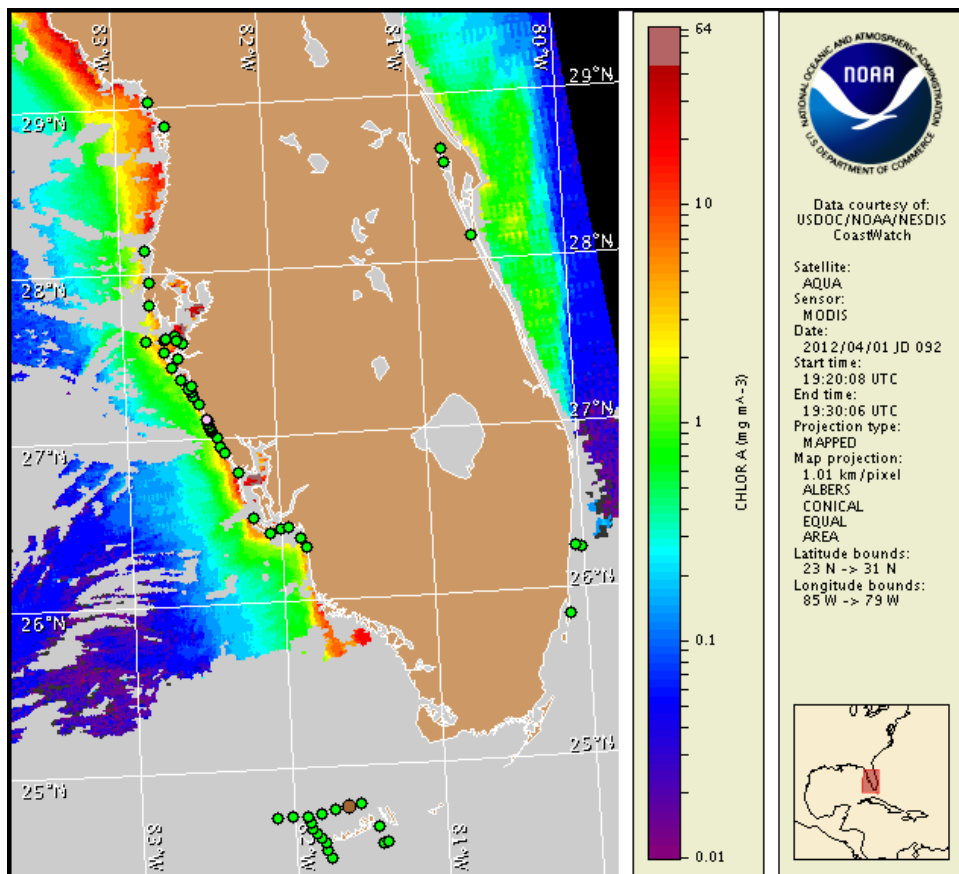 83°W
82°W
81°W
80°W
29°N
29°N
28°N
28°N
27°N
27°N
26°N
26°N
25°N
25°N
83°W
82°W
81°W
64
10
1
0.1
0.01
CHLOR A (mg m^-3)
NATIONAL OCEANIC AND ATMOSPHERIC ADMINISTRATION
NOAA
U.S. DEPARTMENT OF COMMERCE
Data courtesy of:
USDOC/NOAA/NESDIS
CoastWatch
Satellite:
AQUA
Sensor:
MODIS
Date:
2012/04/01 JD 092
Start time:
19:20:08 UTC
End time:
19:30:06 UTC
Projection type:
MAPPED
Map projection:
1.01 km/pixel
ALBERS
CONICAL
EQUAL
AREA
Latitude bounds:
23 N -> 31 N
Longitude bounds:
85 W -> 79 W